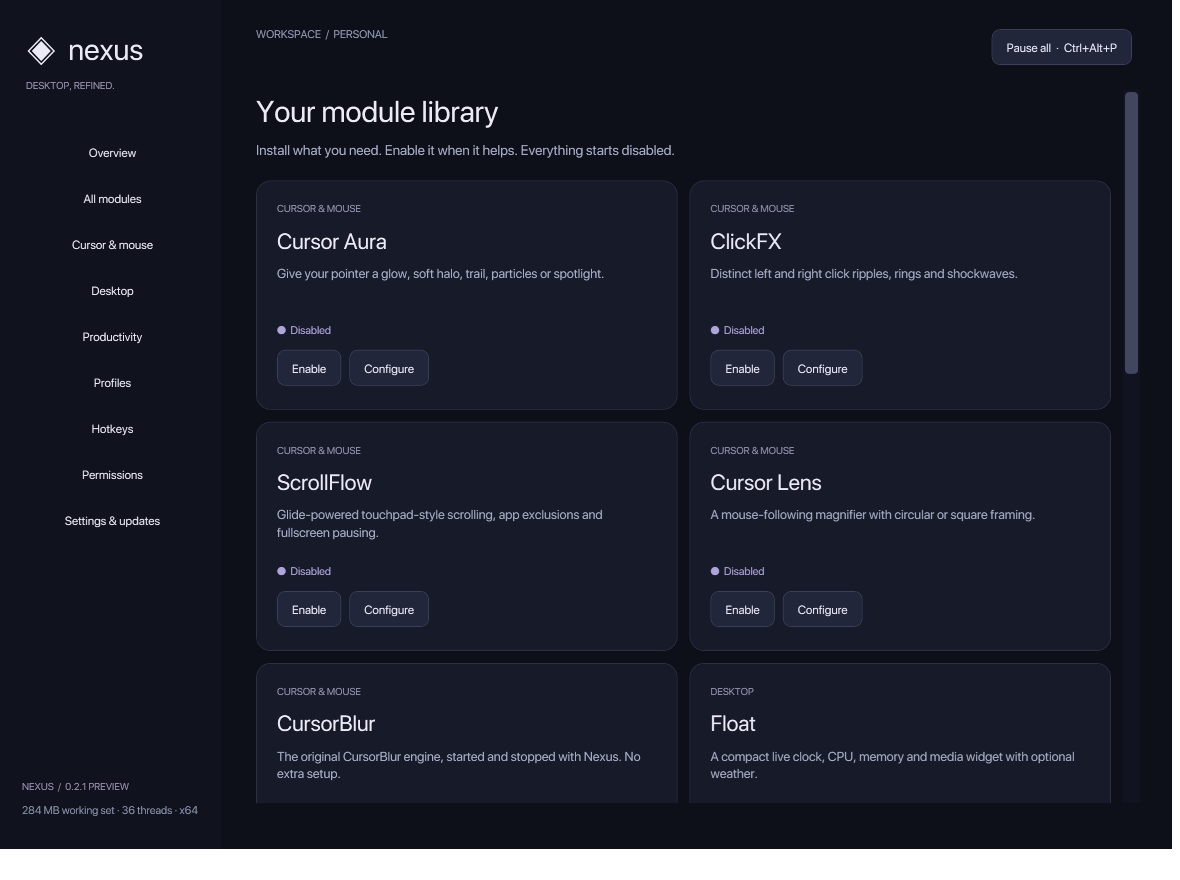 nexus
DESKTOP, REFINED.
Overview
All modules
Cursor & mouse
Desktop
Productivity
Profiles
Hotkeys
Permissions
Settings & updates
NEXUS / 0.2.1 PREVIEW
284 MB working set · 36 threads · x64
WORKSPACE / PERSONAL
Pause all · Ctrl+Alt+P
Your module library
Install what you need. Enable it when it helps. Everything starts disabled.
CURSOR & MOUSE
Cursor Aura
Give your pointer a glow, soft halo, trail, particles or spotlight.
Disabled
Enable
Configure
CURSOR & MOUSE
ClickFX
Distinct left and right click ripples, rings and shockwaves.
Disabled
Enable
Configure
CURSOR & MOUSE
ScrollFlow
Glide-powered touchpad-style scrolling, app exclusions and
fullscreen pausing.
Disabled
Enable
Configure
CURSOR & MOUSE
Cursor Lens
A mouse-following magnifier with circular or square framing.
Disabled
Enable
Configure
CURSOR & MOUSE
CursorBlur
The original CursorBlur engine, started and stopped with Nexus. No
extra setup.
DESKTOP
Float
A compact live clock, CPU, memory and media widget with optional
weather.